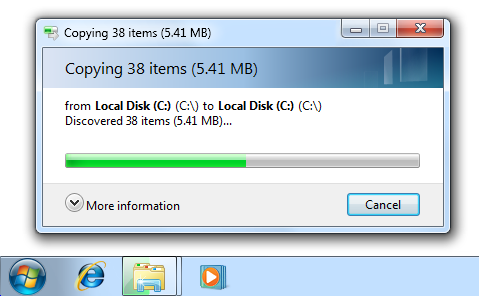 Copying 38 items (5.41 MB)
Copying 38 items (5.41 MB)
from Local Disk (C:) (C:\) to Local Disk (C:) (C:\)
Discovered 38 items (5.41 MB)...
More information
Cancel